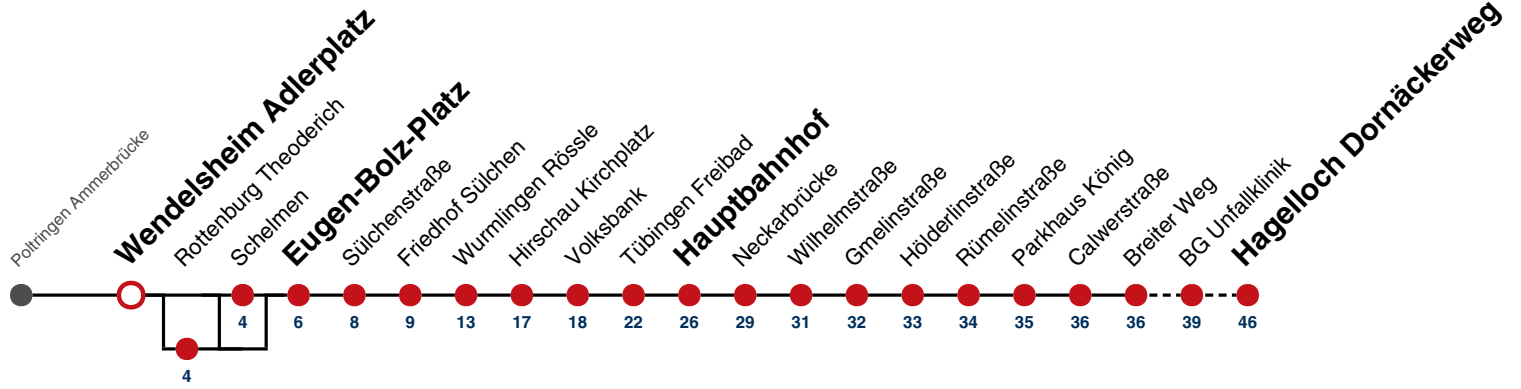 Poltringen Ammerbrücke
Wendelsheim Adlerplatz
Rottenburg Theoderich
Schelmen
Eugen-Bolz-Platz
Sülchenstraße
Friedhof Sülchen
Wurmlingen Rössle
Hirschau Kirchplatz
Volksbank
Tübingen Freibad
Hauptbahnhof
Neckarbrücke
Wilhelmstraße
Gmelinstraße
Hölderlinstraße
Rümelinstraße
Parkhaus König
Calwerstraße
Breiter Weg
BG Unfallklinik
Hagelloch Dornäckerweg
4 6 8 9 13 17 18 22 26 29 31 32 33 34 35 36 36 39 46
4